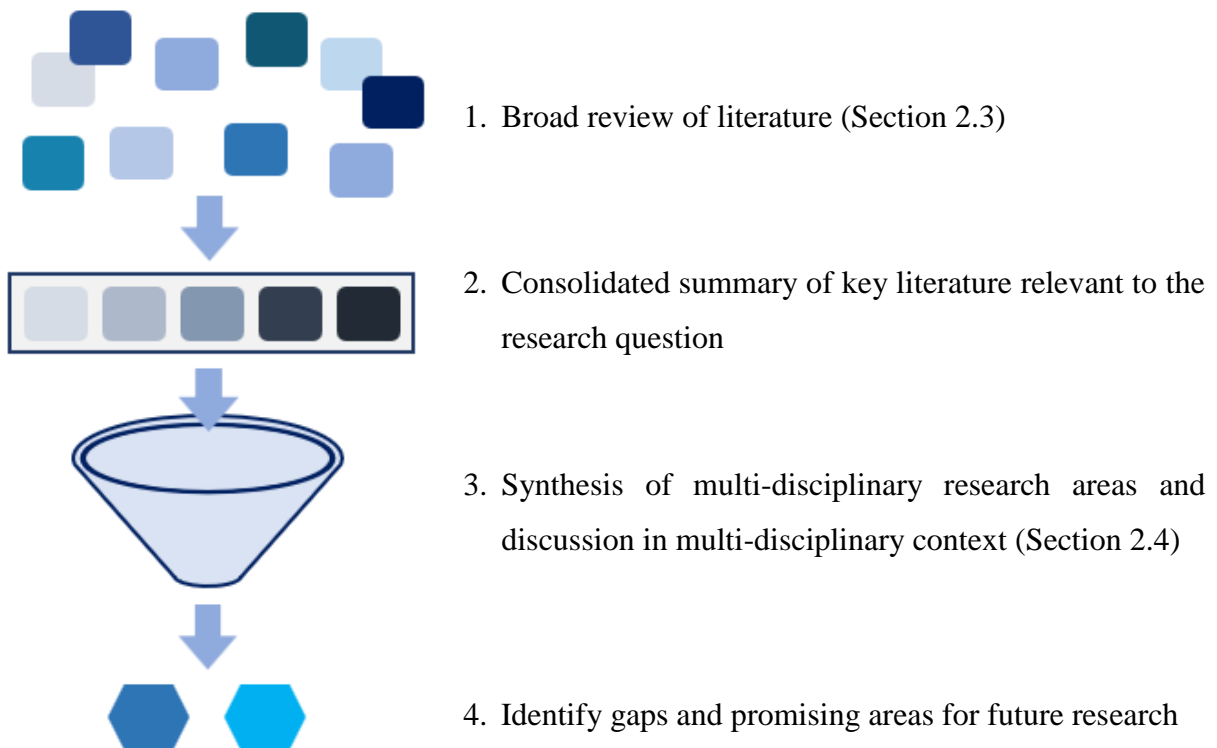 1. Broad review of literature (Section 2.3)
2. Consolidated summary of key literature relevant to the
research question
3. Synthesis of multi-disciplinary research areas and
discussion in multi-disciplinary context (Section 2.4)
4. Identify gaps and promising areas for future research